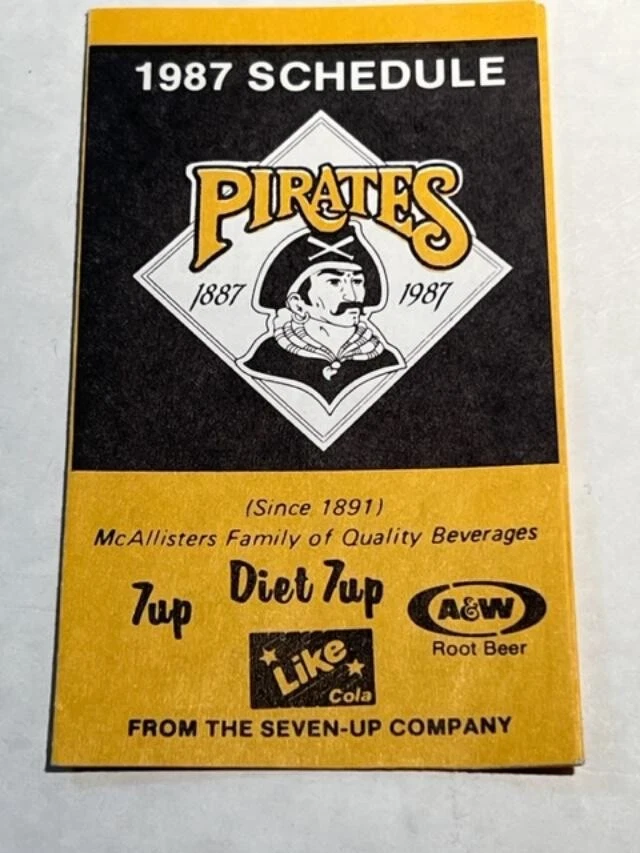 1987 SCHEDULE
PIRATES
1887 1987
(Since 1891)
McAllisters Family of Quality Beverages
7up Diet 7up A&W
Root Beer
Like
Cola
FROM THE SEVEN-UP COMPANY